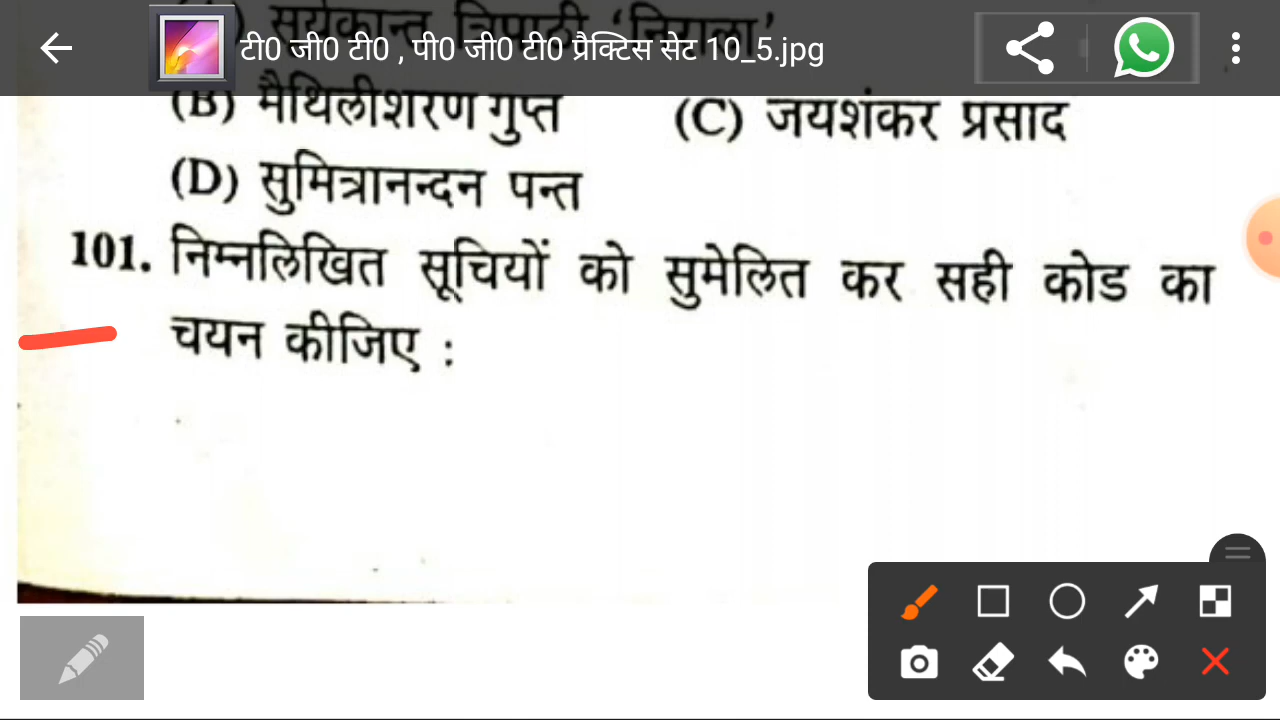 (A) सूर्यकान्त त्रिपाठी ‘निराला’
टी0 जी0 टी0 , पी0 जी0 टी0 प्रैक्टिस सेट 10_5.jpg
(B) मैथिलीशरण गुप्त (C) जयशंकर प्रसाद
(D) सुमित्रानन्दन पन्त
101. निम्नलिखित सूचियों को सुमेलित कर सही कोड का
चयन कीजिए :